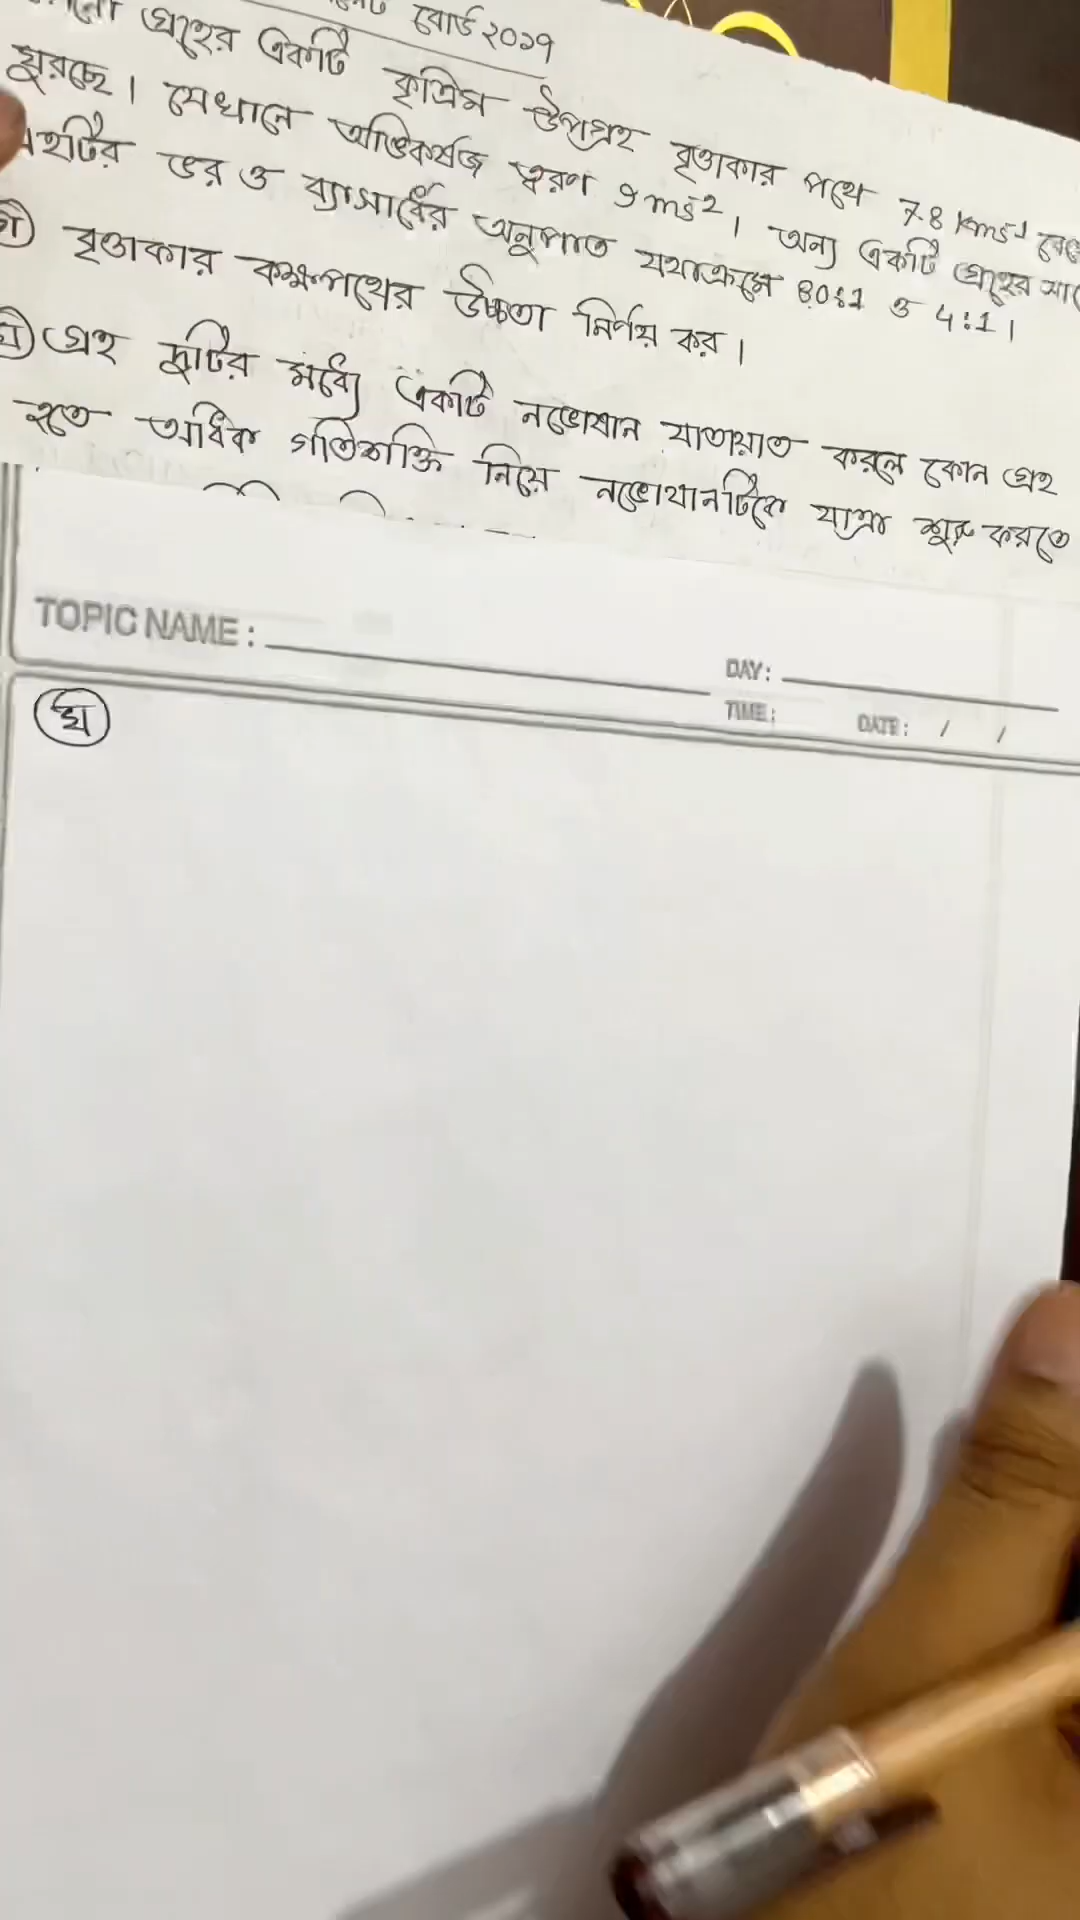 বোর্ড ২০১৭
গ্রহের একটি কৃত্রিম উপগ্রহ বৃত্তাকার পথে 7.8 kms⁻¹
ঘুরছে। সেখানে অভিকর্ষজ ত্বরণ 9 ms⁻²। অন্য একটি গ্রহের
ভর ও ব্যাসার্ধের অনুপাত যথাক্রমে 80:1 ও 4:1।
গ) বৃত্তাকার কক্ষপথের উচ্চতা নির্ণয় কর।
ঘ) গ্রহ দুটির মধ্যে একটি নভোযান যাতায়াত করলে কোন গ্রহ
হতে অধিক গতিশক্তি নিয়ে নভোযানটিকে যাত্রা শুরু করতে
TOPIC NAME :
DAY :
TIME : DATE : / /
ঘ